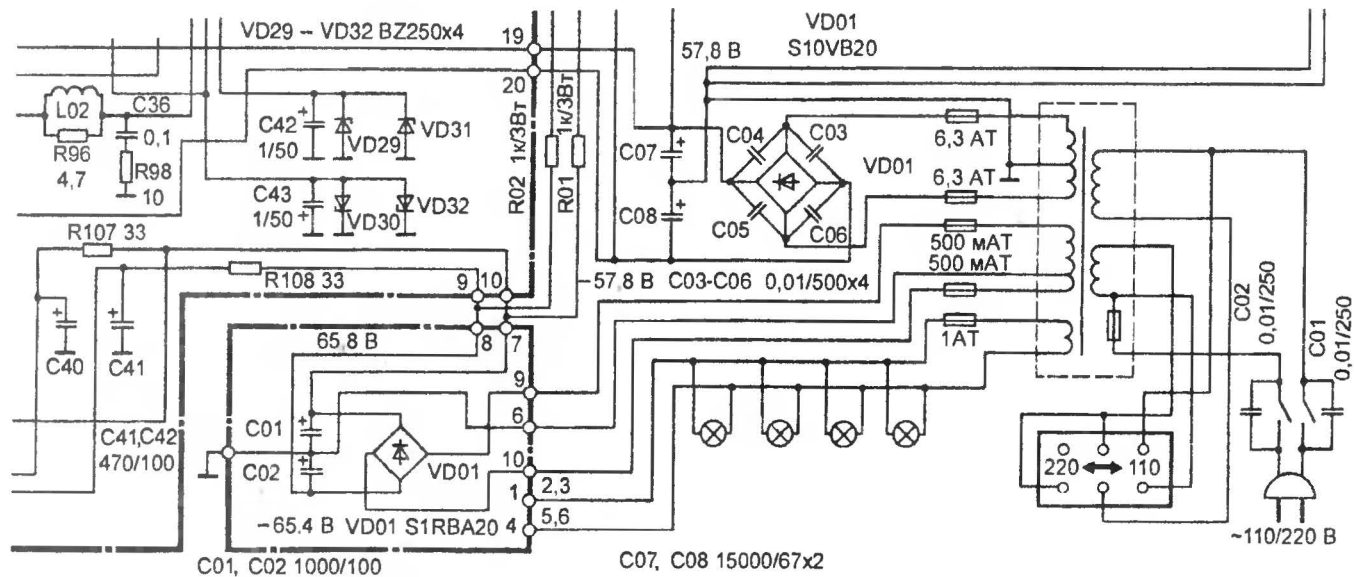 VD29 – VD32 BZ250x4
19
20
VD01
S10VB20
57,8 В
L02
C36
0,1
R96
4,7
R98
10
C42
1/50
VD29
VD31
C43
1/50
VD30
VD32
R02 1к/3Вт
R01 1к/3Вт
C07
C08
C04
C03
C05
C06
VD01
6,3 АТ
6,3 АТ
500 мАТ
500 мАТ
1АТ
R107 33
R108 33
9
10
–57,8 В
C03-C06 0,01/500x4
C40
C41
65,8 В
8
7
9
6
10
1
2,3
4
5,6
C41,C42
470/100
C01
C02
VD01
–65,4 В
VD01 S1RBA20
C01, C02 1000/100
C07, C08 15000/67x2
C02
0,01/250
C01
0,01/250
220
110
~110/220 В